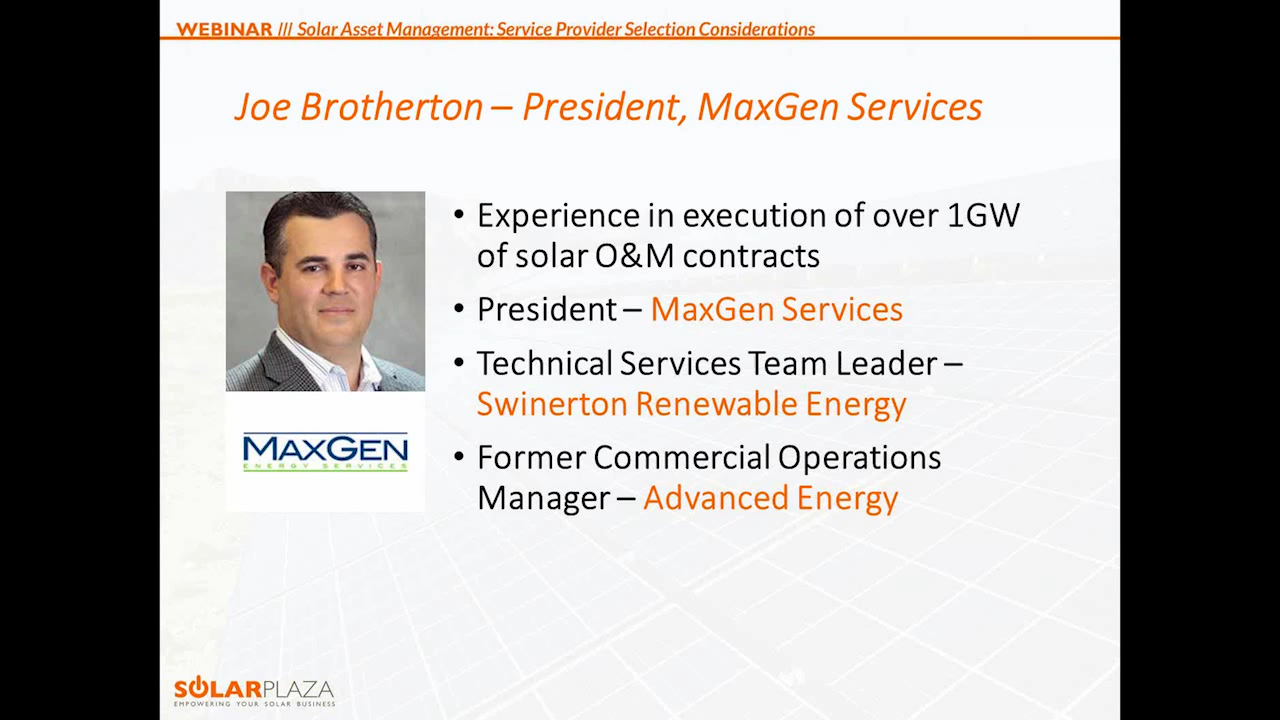 WEBINAR /// Solar Asset Management: Service Provider Selection Considerations
Joe Brotherton – President, MaxGen Services
• Experience in execution of over 1GW
of solar O&M contracts
• President – MaxGen Services
• Technical Services Team Leader –
Swinerton Renewable Energy
• Former Commercial Operations
Manager – Advanced Energy
MAXGEN
ENERGY SERVICES
SOLARPLAZA
EMPOWERING YOUR SOLAR BUSINESS